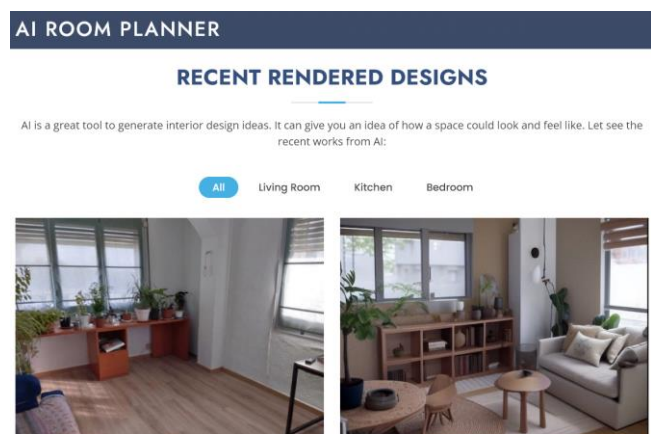 AI ROOM PLANNER
RECENT RENDERED DESIGNS
AI is a great tool to generate interior design ideas. It can give you an idea of how a space could look and feel like. Let see the
recent works from AI:
All Living Room Kitchen Bedroom